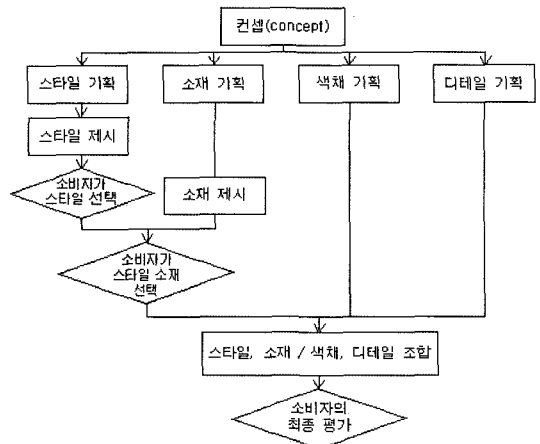 컨셉(concept)
스타일 기획
소재 기획
색채 기획
디테일 기획
스타일 제시
소비자가
스타일 선택
소재 제시
소비자가
스타일 소재
선택
스타일, 소재 / 색채, 디테일 조합
소비자의
최종 평가